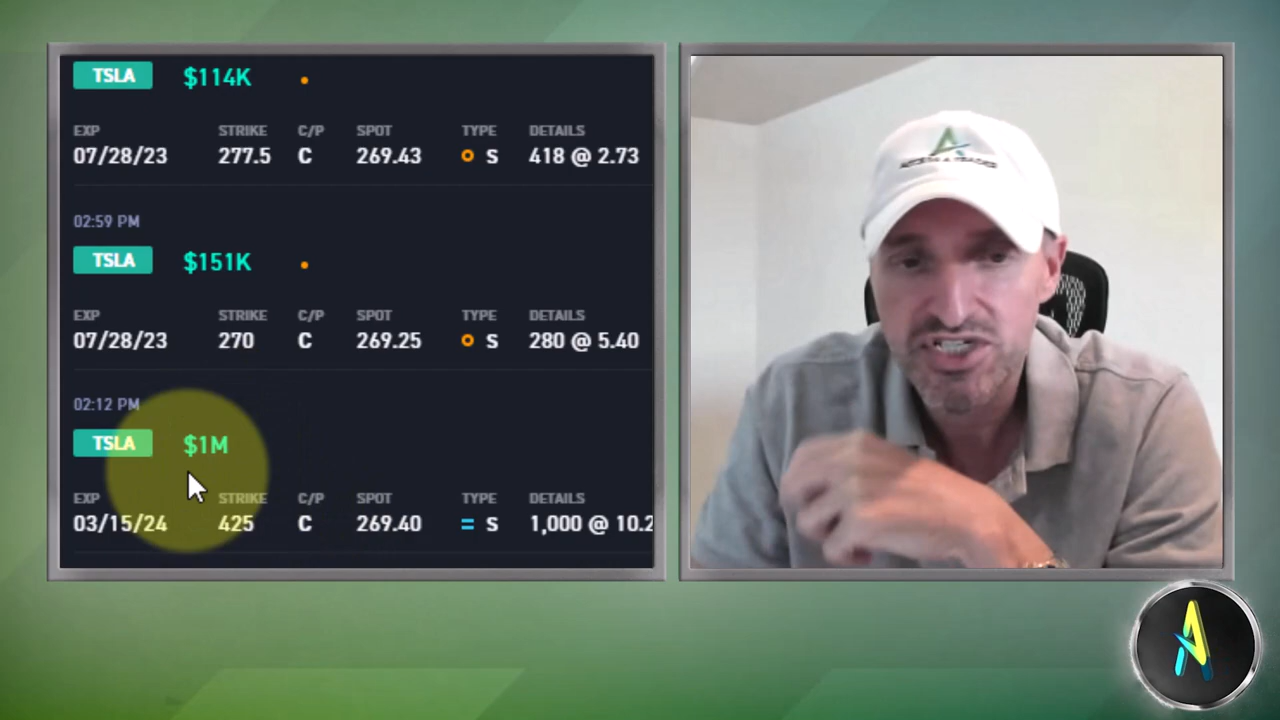 TSLA $114K
EXP STRIKE C/P SPOT TYPE DETAILS
07/28/23 277.5 C 269.43 S 418 @ 2.73
02:59 PM
TSLA $151K
EXP STRIKE C/P SPOT TYPE DETAILS
07/28/23 270 C 269.25 S 280 @ 5.40
02:12 PM
TSLA $1M
EXP STRIKE C/P SPOT TYPE DETAILS
03/15/24 425 C 269.40 = S 1,000 @ 10.2